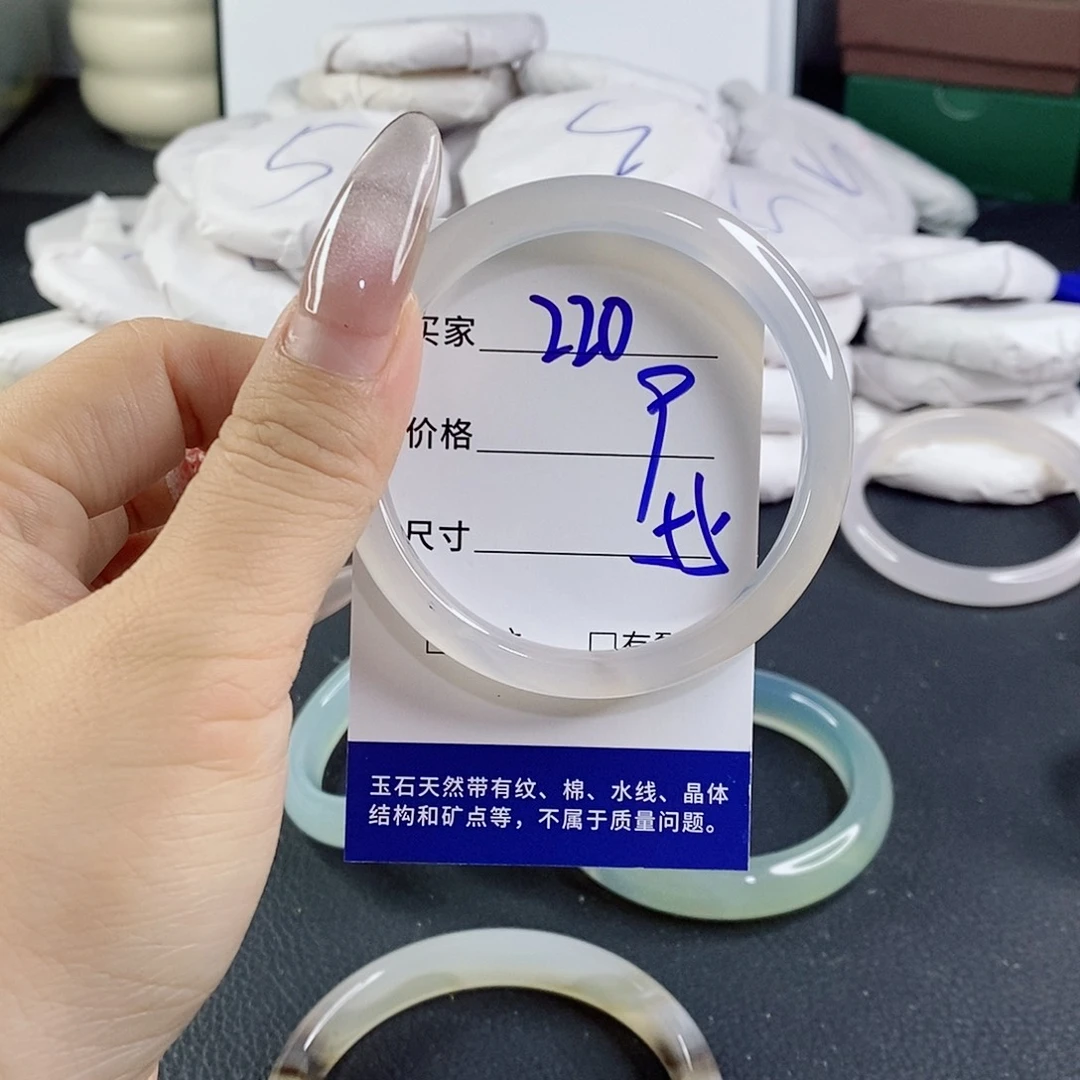 买家 220
价格
尺寸
玉石天然带有纹、棉、水线、晶体
结构和矿点等，不属于质量问题。